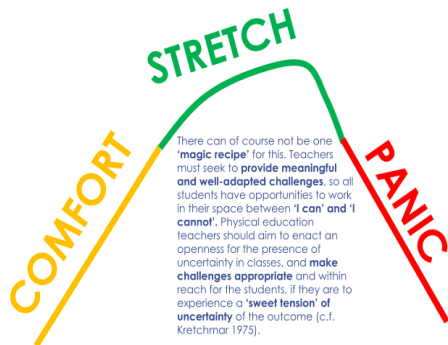 STRETCH
COMFORT
PANIC
There can of course not be one
'magic recipe' for this. Teachers
must seek to provide meaningful
and well-adapted challenges, so all
students have opportunities to work
in their space between 'I can' and 'I
cannot'. Physical education
teachers should aim to enact an
openness for the presence of
uncertainty in classes, and make
challenges appropriate and within
reach for the students, if they are to
experience a 'sweet tension' of
uncertainty of the outcome (c.f.
Kretchmar 1975).